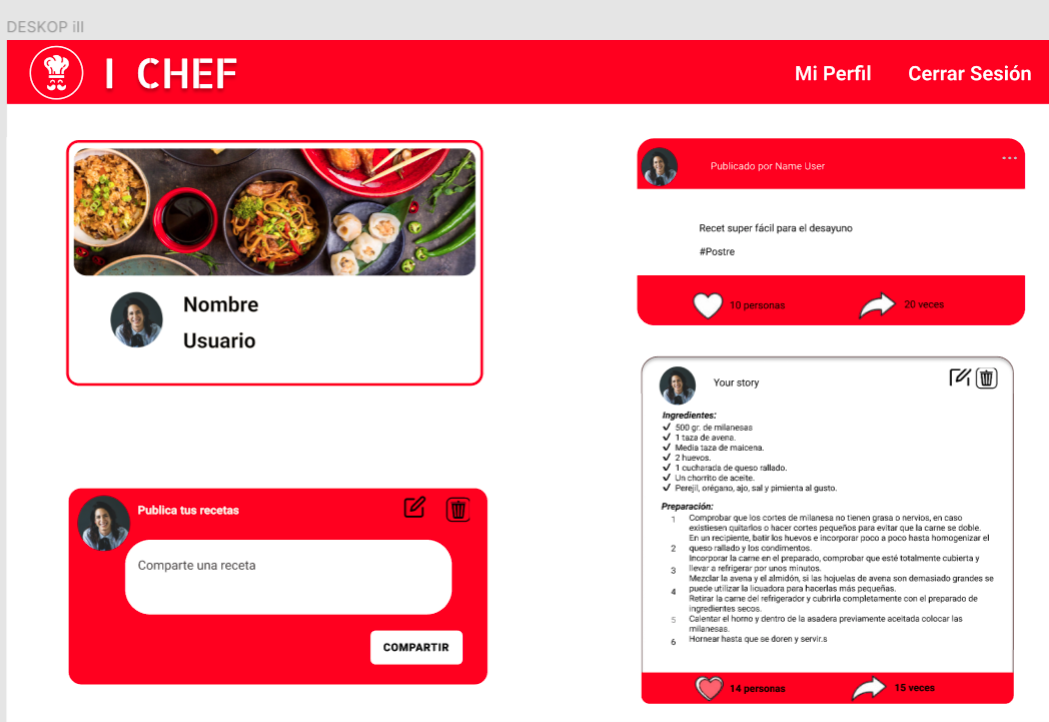 DESKOP ill
I CHEF
Mi Perfil
Cerrar Sesión
Nombre
Usuario
Publica tus recetas
Comparte una receta
COMPARTIR
Publicado por Name User
...
Recet super fácil para el desayuno
#Postre
10 personas
20 veces
Your story
Ingredientes:
✓ 500 gr. de milanesas
✓ 1 taza de avena.
✓ Media taza de maicena.
✓ 2 huevos.
✓ 1 cucharada de queso rallado.
✓ Un chorrito de aceite.
✓ Perejil, orégano, ajo, sal y pimienta al gusto.
Preparación:
1 Comprobar que los cortes de milanesa no tienen grasa o nervios, en caso
existiesen quitarlos o hacer cortes pequeños para evitar que la carne se doble.
En un recipiente, batir los huevos e incorporar poco a poco hasta homogenizar el
2 queso rallado y los condimentos.
Incorporar la carne en el preparado, comprobar que esté totalmente cubierta y
3 llevar a refrigerar por unos minutos.
Mezclar la avena y el almidón, si las hojuelas de avena son demasiado grandes se
4 puede utilizar la licuadora para hacerlas más pequeñas.
Retirar la carne del refrigerador y cubrirla completamente con el preparado de
ingredientes secos.
5 Calentar el horno y dentro de la asadera previamente aceitada colocar las
milanesas.
6 Hornear hasta que se doren y servir.s
14 personas
15 veces